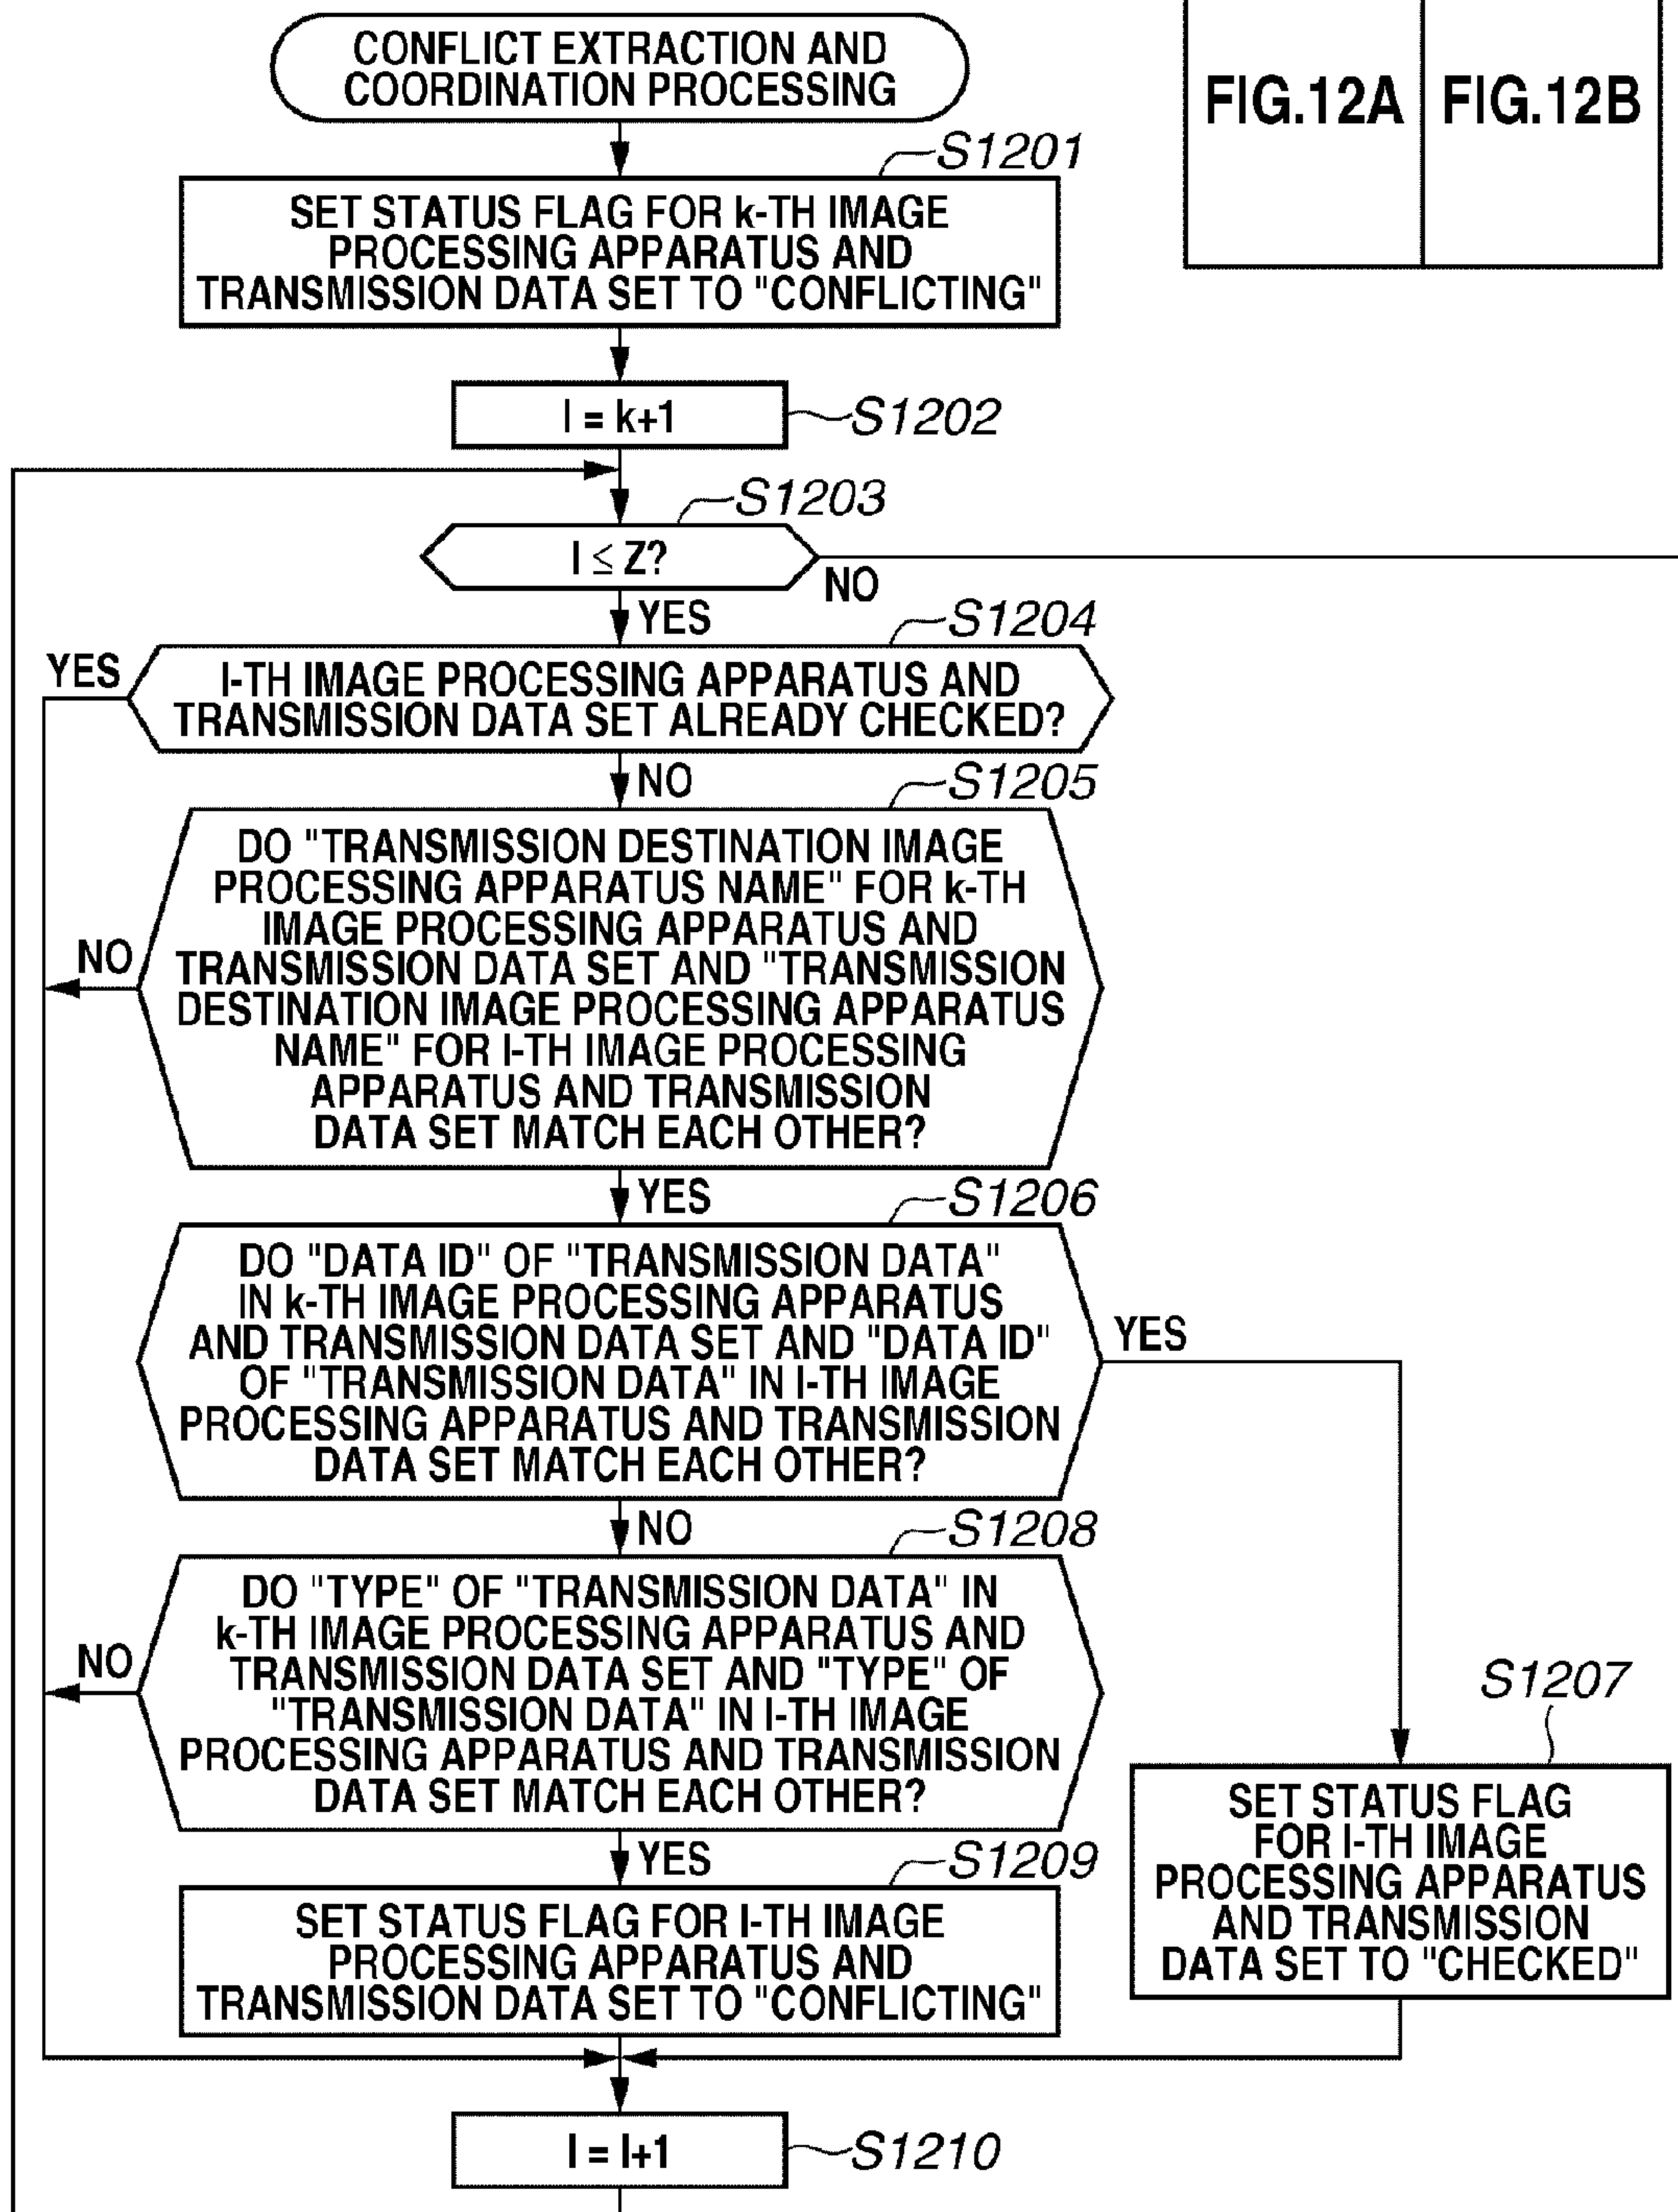 CONFLICT EXTRACTION AND
COORDINATION PROCESSING
FIG.12A
FIG.12B
S1201
SET STATUS FLAG FOR k-TH IMAGE
PROCESSING APPARATUS AND
TRANSMISSION DATA SET TO "CONFLICTING"
l = k+1
S1202
S1203
l ≤ Z?
NO
YES
S1204
YES
l-TH IMAGE PROCESSING APPARATUS AND
TRANSMISSION DATA SET ALREADY CHECKED?
NO
S1205
DO "TRANSMISSION DESTINATION IMAGE
PROCESSING APPARATUS NAME" FOR k-TH
IMAGE PROCESSING APPARATUS AND
TRANSMISSION DATA SET AND "TRANSMISSION
DESTINATION IMAGE PROCESSING APPARATUS
NAME" FOR l-TH IMAGE PROCESSING
APPARATUS AND TRANSMISSION
DATA SET MATCH EACH OTHER?
NO
YES
S1206
DO "DATA ID" OF "TRANSMISSION DATA"
IN k-TH IMAGE PROCESSING APPARATUS
AND TRANSMISSION DATA SET AND "DATA ID"
OF "TRANSMISSION DATA" IN l-TH IMAGE
PROCESSING APPARATUS AND TRANSMISSION
DATA SET MATCH EACH OTHER?
YES
NO
S1208
DO "TYPE" OF "TRANSMISSION DATA" IN
k-TH IMAGE PROCESSING APPARATUS AND
TRANSMISSION DATA SET AND "TYPE" OF
"TRANSMISSION DATA" IN l-TH IMAGE
PROCESSING APPARATUS AND TRANSMISSION
DATA SET MATCH EACH OTHER?
NO
YES
S1207
SET STATUS FLAG
FOR l-TH IMAGE
PROCESSING APPARATUS
AND TRANSMISSION
DATA SET TO "CHECKED"
S1209
SET STATUS FLAG FOR l-TH IMAGE
PROCESSING APPARATUS AND
TRANSMISSION DATA SET TO "CONFLICTING"
l = l+1
S1210